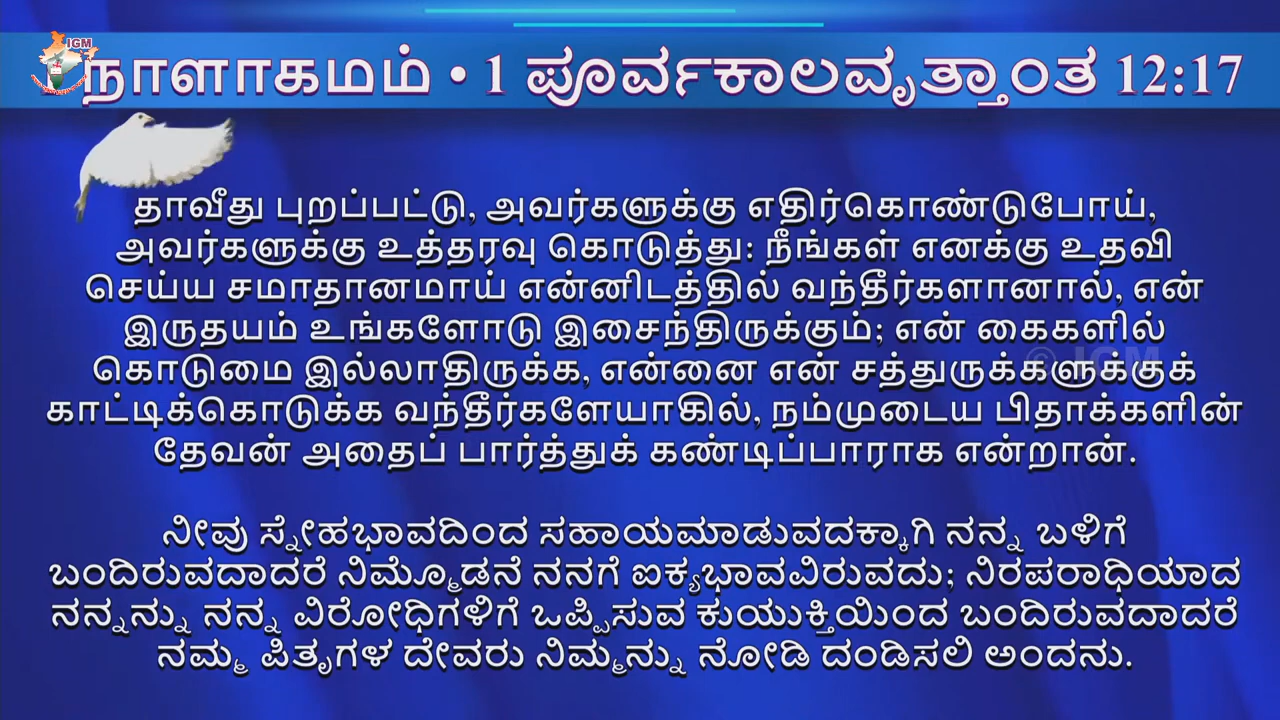 IGM
நாளாகமம் • 1 ಪೂರ್ವಕಾಲವೃತ್ತಾಂತ 12:17
தாவீது புறப்பட்டு, அவர்களுக்கு எதிர்கொண்டுபோய்,
அவர்களுக்கு உத்தரவு கொடுத்து: நீங்கள் எனக்கு உதவி
செய்ய சமாதானமாய் என்னிடத்தில் வந்தீர்களானால், என்
இருதயம் உங்களோடு இசைந்திருக்கும்; என் கைகளில்
கொடுமை இல்லாதிருக்க, என்னை என் சத்துருக்களுக்குக்
© IGM
காட்டிக்கொடுக்க வந்தீர்களேயாகில், நம்முடைய பிதாக்களின்
தேவன் அதைப் பார்த்துக் கண்டிப்பாராக என்றான்.
ನೀವು ಸ್ನೇಹಭಾವದಿಂದ ಸಹಾಯಮಾಡುವದಕ್ಕಾಗಿ ನನ್ನ ಬಳಿಗೆ
ಬಂದಿರುವದಾದರೆ ನಿಮ್ಮೊಡನೆ ನನಗೆ ಐಕ್ಯಭಾವವಿರುವದು; ನಿರಪರಾಧಿಯಾದ
ನನ್ನನ್ನು ನನ್ನ ವಿರೋಧಿಗಳಿಗೆ ಒಪ್ಪಿಸುವ ಕುಯುಕ್ತಿಯಿಂದ ಬಂದಿರುವದಾದರೆ
ನಮ್ಮ ಪಿತೃಗಳ ದೇವರು ನಿಮ್ಮನ್ನು ನೋಡಿ ದಂಡಿಸಲಿ ಅಂದನು.